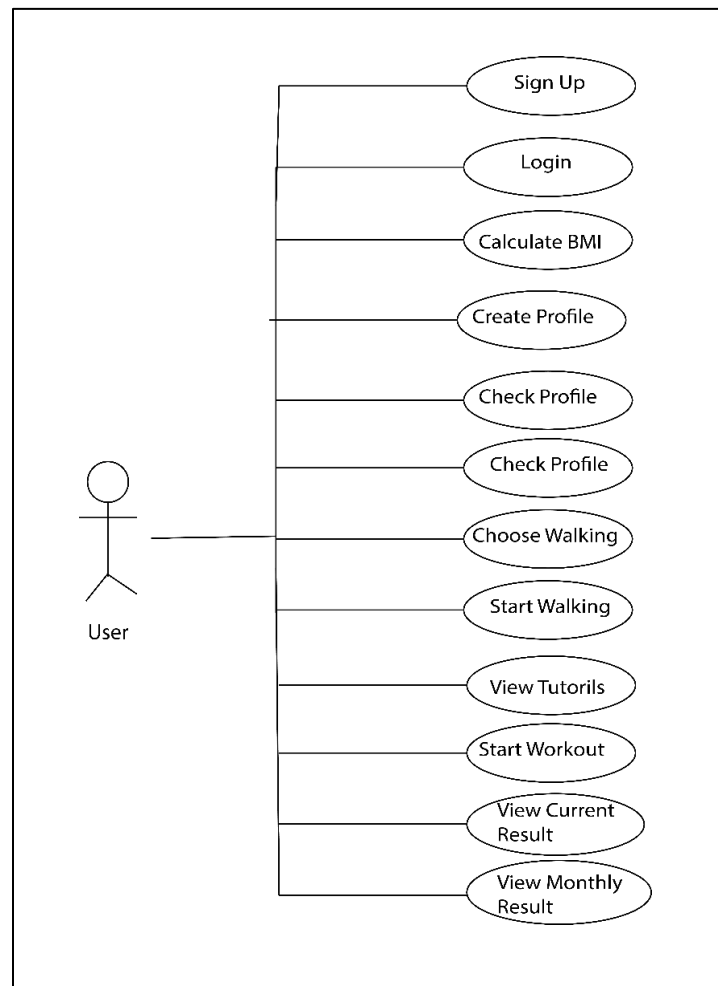 Sign Up
Login
Calculate BMI
Create Profile
Check Profile
Check Profile
Choose Walking
Start Walking
User
View Tutorils
Start Workout
View Current
Result
View Monthly
Result